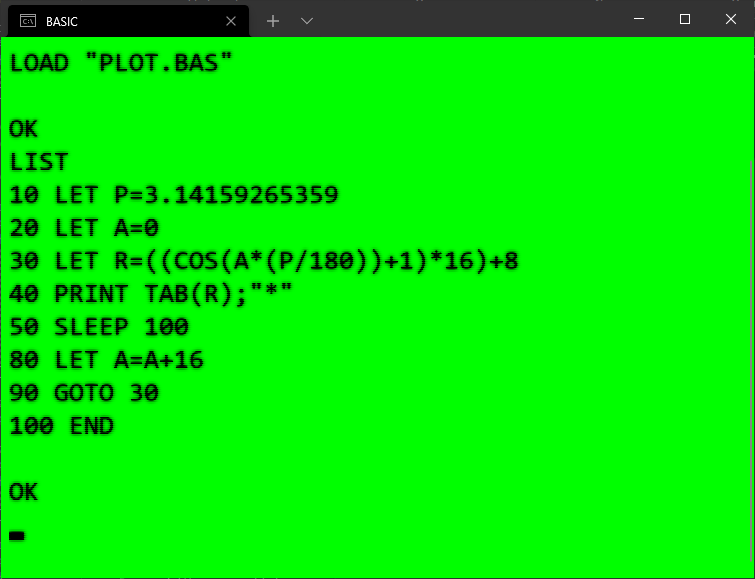 BASIC
LOAD "PLOT.BAS"
OK
LIST
10 LET P=3.14159265359
20 LET A=0
30 LET R=((COS(A*(P/180))+1)*16)+8
40 PRINT TAB(R);"*"
50 SLEEP 100
80 LET A=A+16
90 GOTO 30
100 END
OK